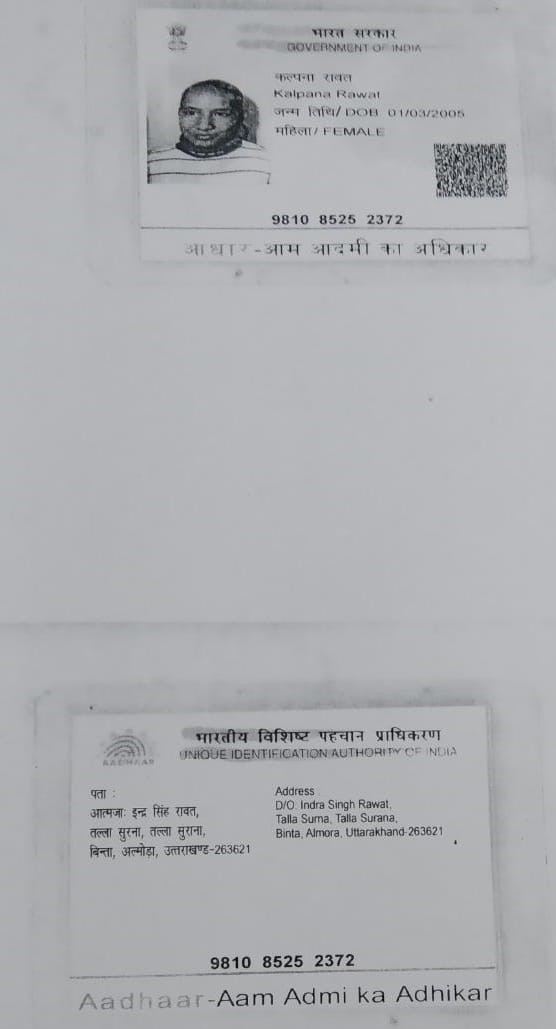 भारत सरकार
GOVERNMENT OF INDIA
कल्पना रावत
Kalpana Rawat
जन्म तिथि/ DOB 01/03/2005
महिला / FEMALE
9810 8525 2372
आधार-आम आदमी का अधिकार
भारतीय विशिष्ट पहचान प्राधिकरण
UNIQUE IDENTIFICATION AUTHORITY OF INDIA
AADHAAR
पता :
आत्मजाः इन्द्र सिंह रावत,
तल्ला सुरना, तल्ला सुराना,
बिन्ता, अल्मोड़ा, उत्तराखण्ड-263621
Address
D/O: Indra Singh Rawat,
Talla Surna, Talla Surana,
Binta, Almora, Uttarakhand-263621
9810 8525 2372
Aadhaar-Aam Admi ka Adhikar